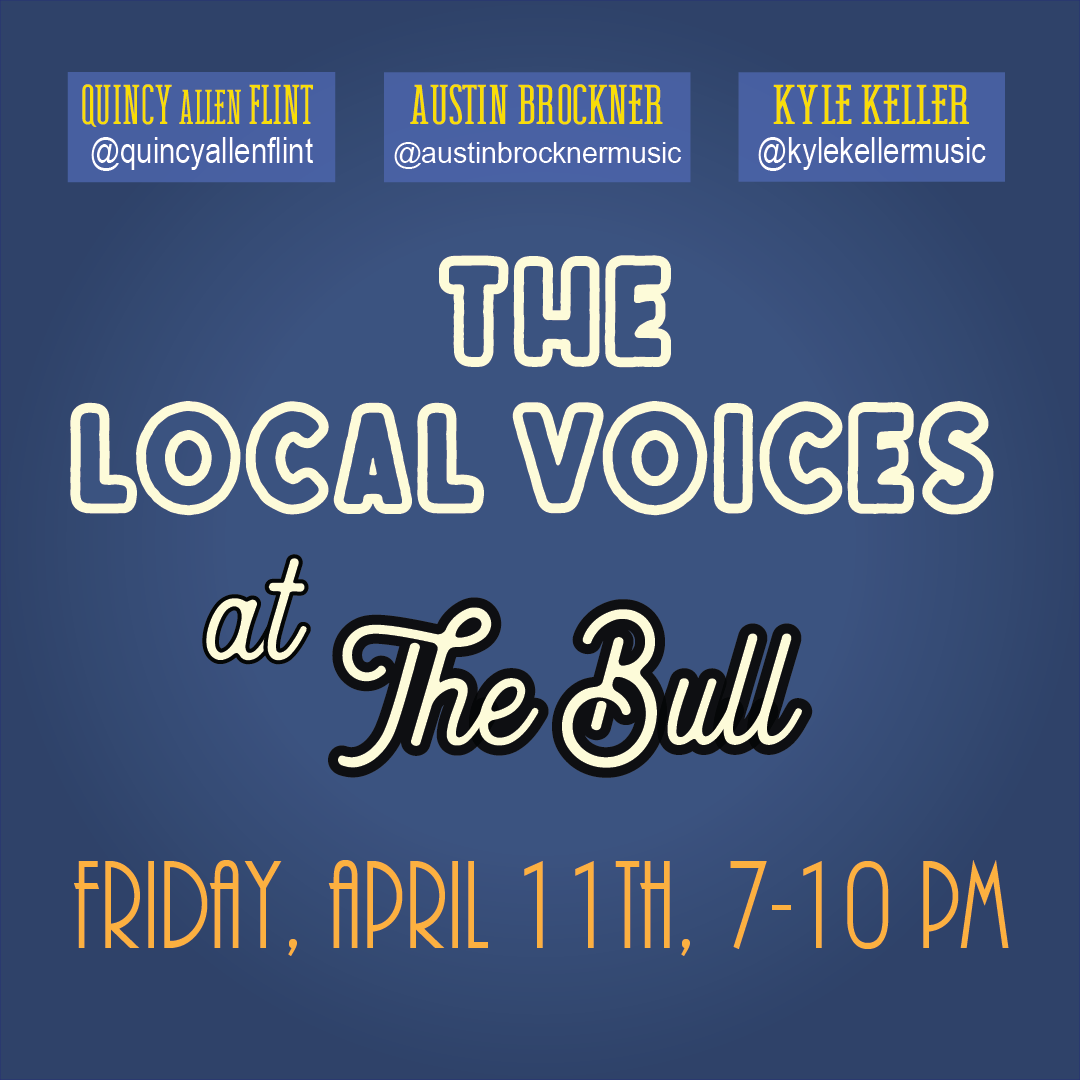 QUINCY ALLEN FLINT
@quincyallenflint
AUSTIN BROCKNER
@austinbrocknermusic
KYLE KELLER
@kylekellermusic
THE
LOCAL VOICES
at
The Bull
FRIDAY, APRIL 11TH, 7-10 PM